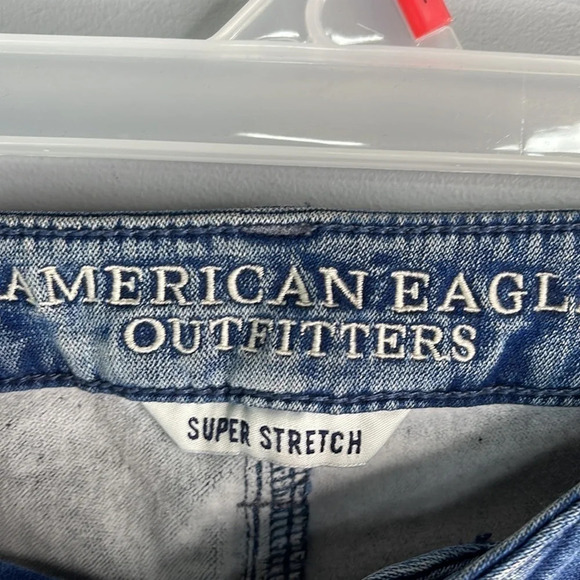 AMERICAN EAGL
OUTFITTERS
SUPER STRETCH